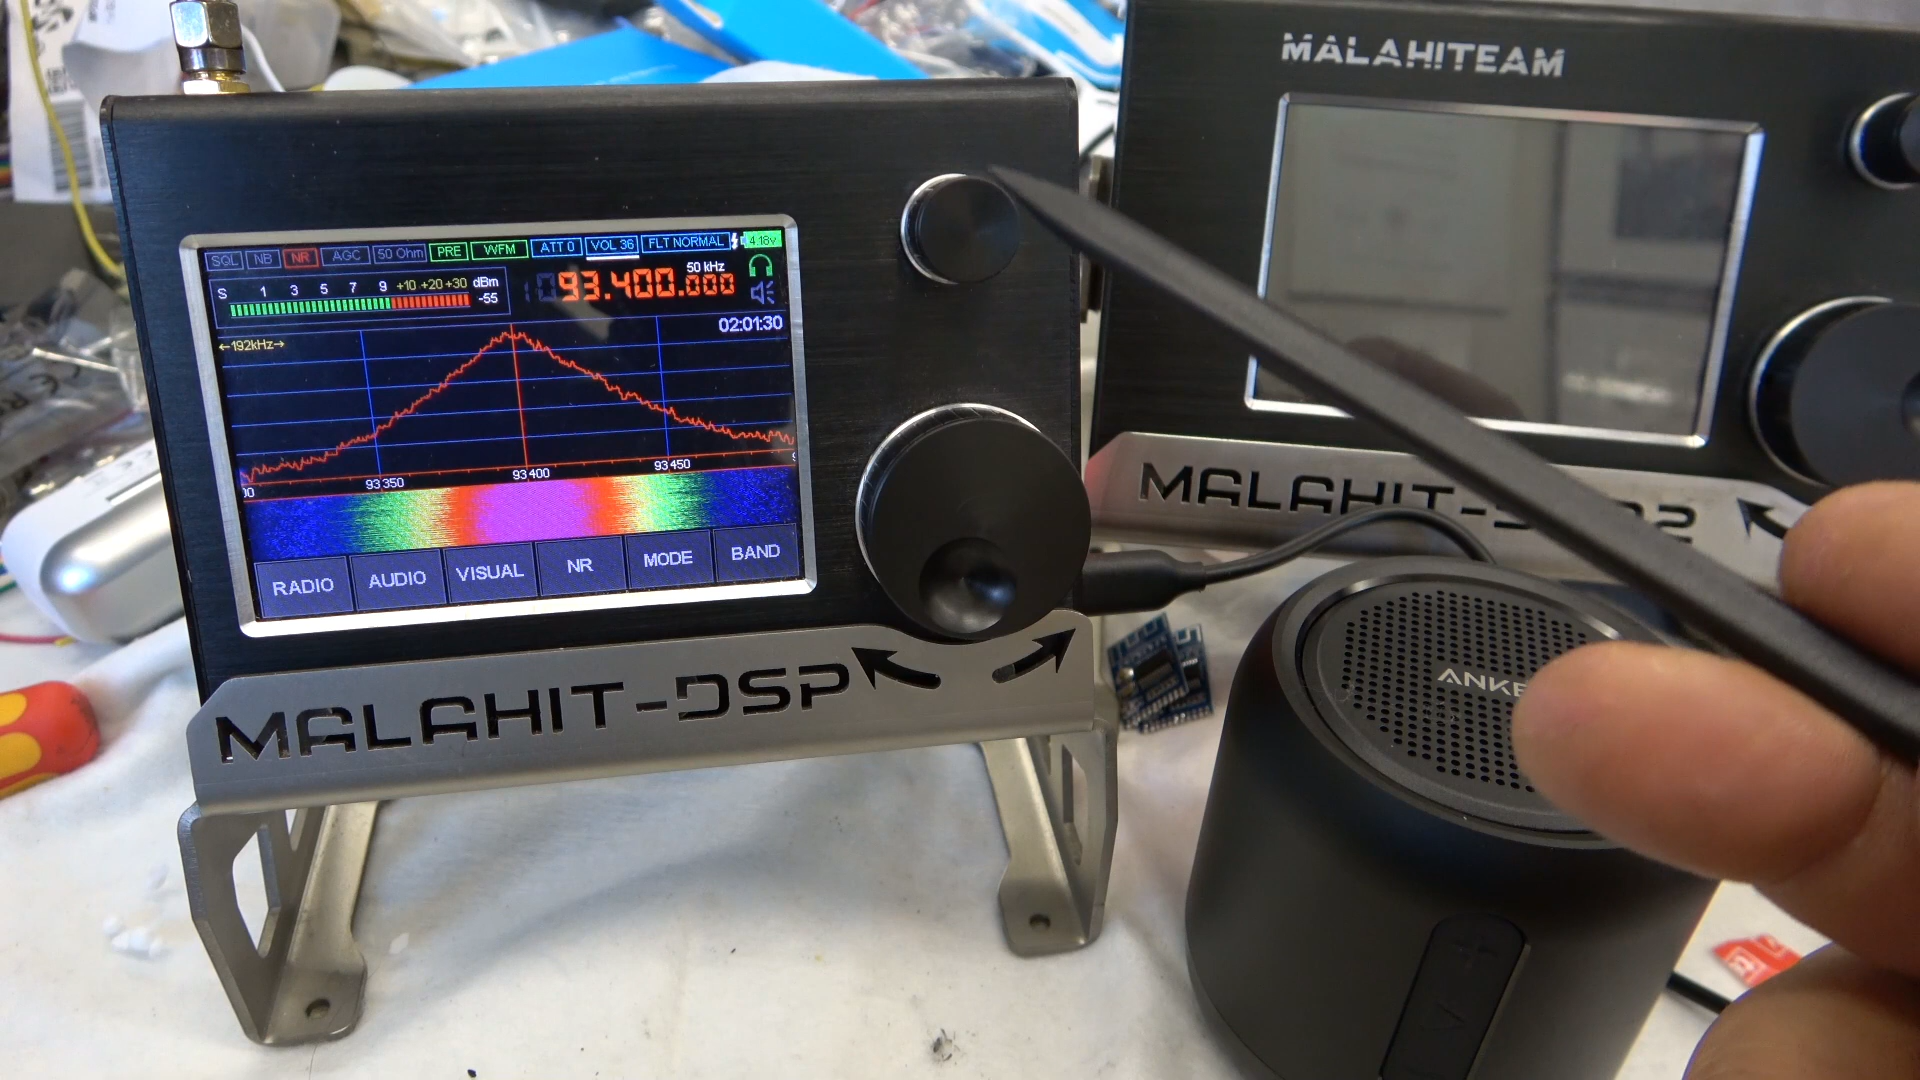 MALAHITEAM
SQL NB NR AGC 50 Ohm PRE WFM ATT 0 VOL 36 FLT NORMAL 4.18v
S 1 3 5 7 9 +10 +20 +30 dBm
-55
93.400.000
50 kHz
02:01:30
←192kHz→
93 350 93 400 93 450
RADIO AUDIO VISUAL NR MODE BAND
MALAHIT-DSP
MALAHIT-
2
ANKE